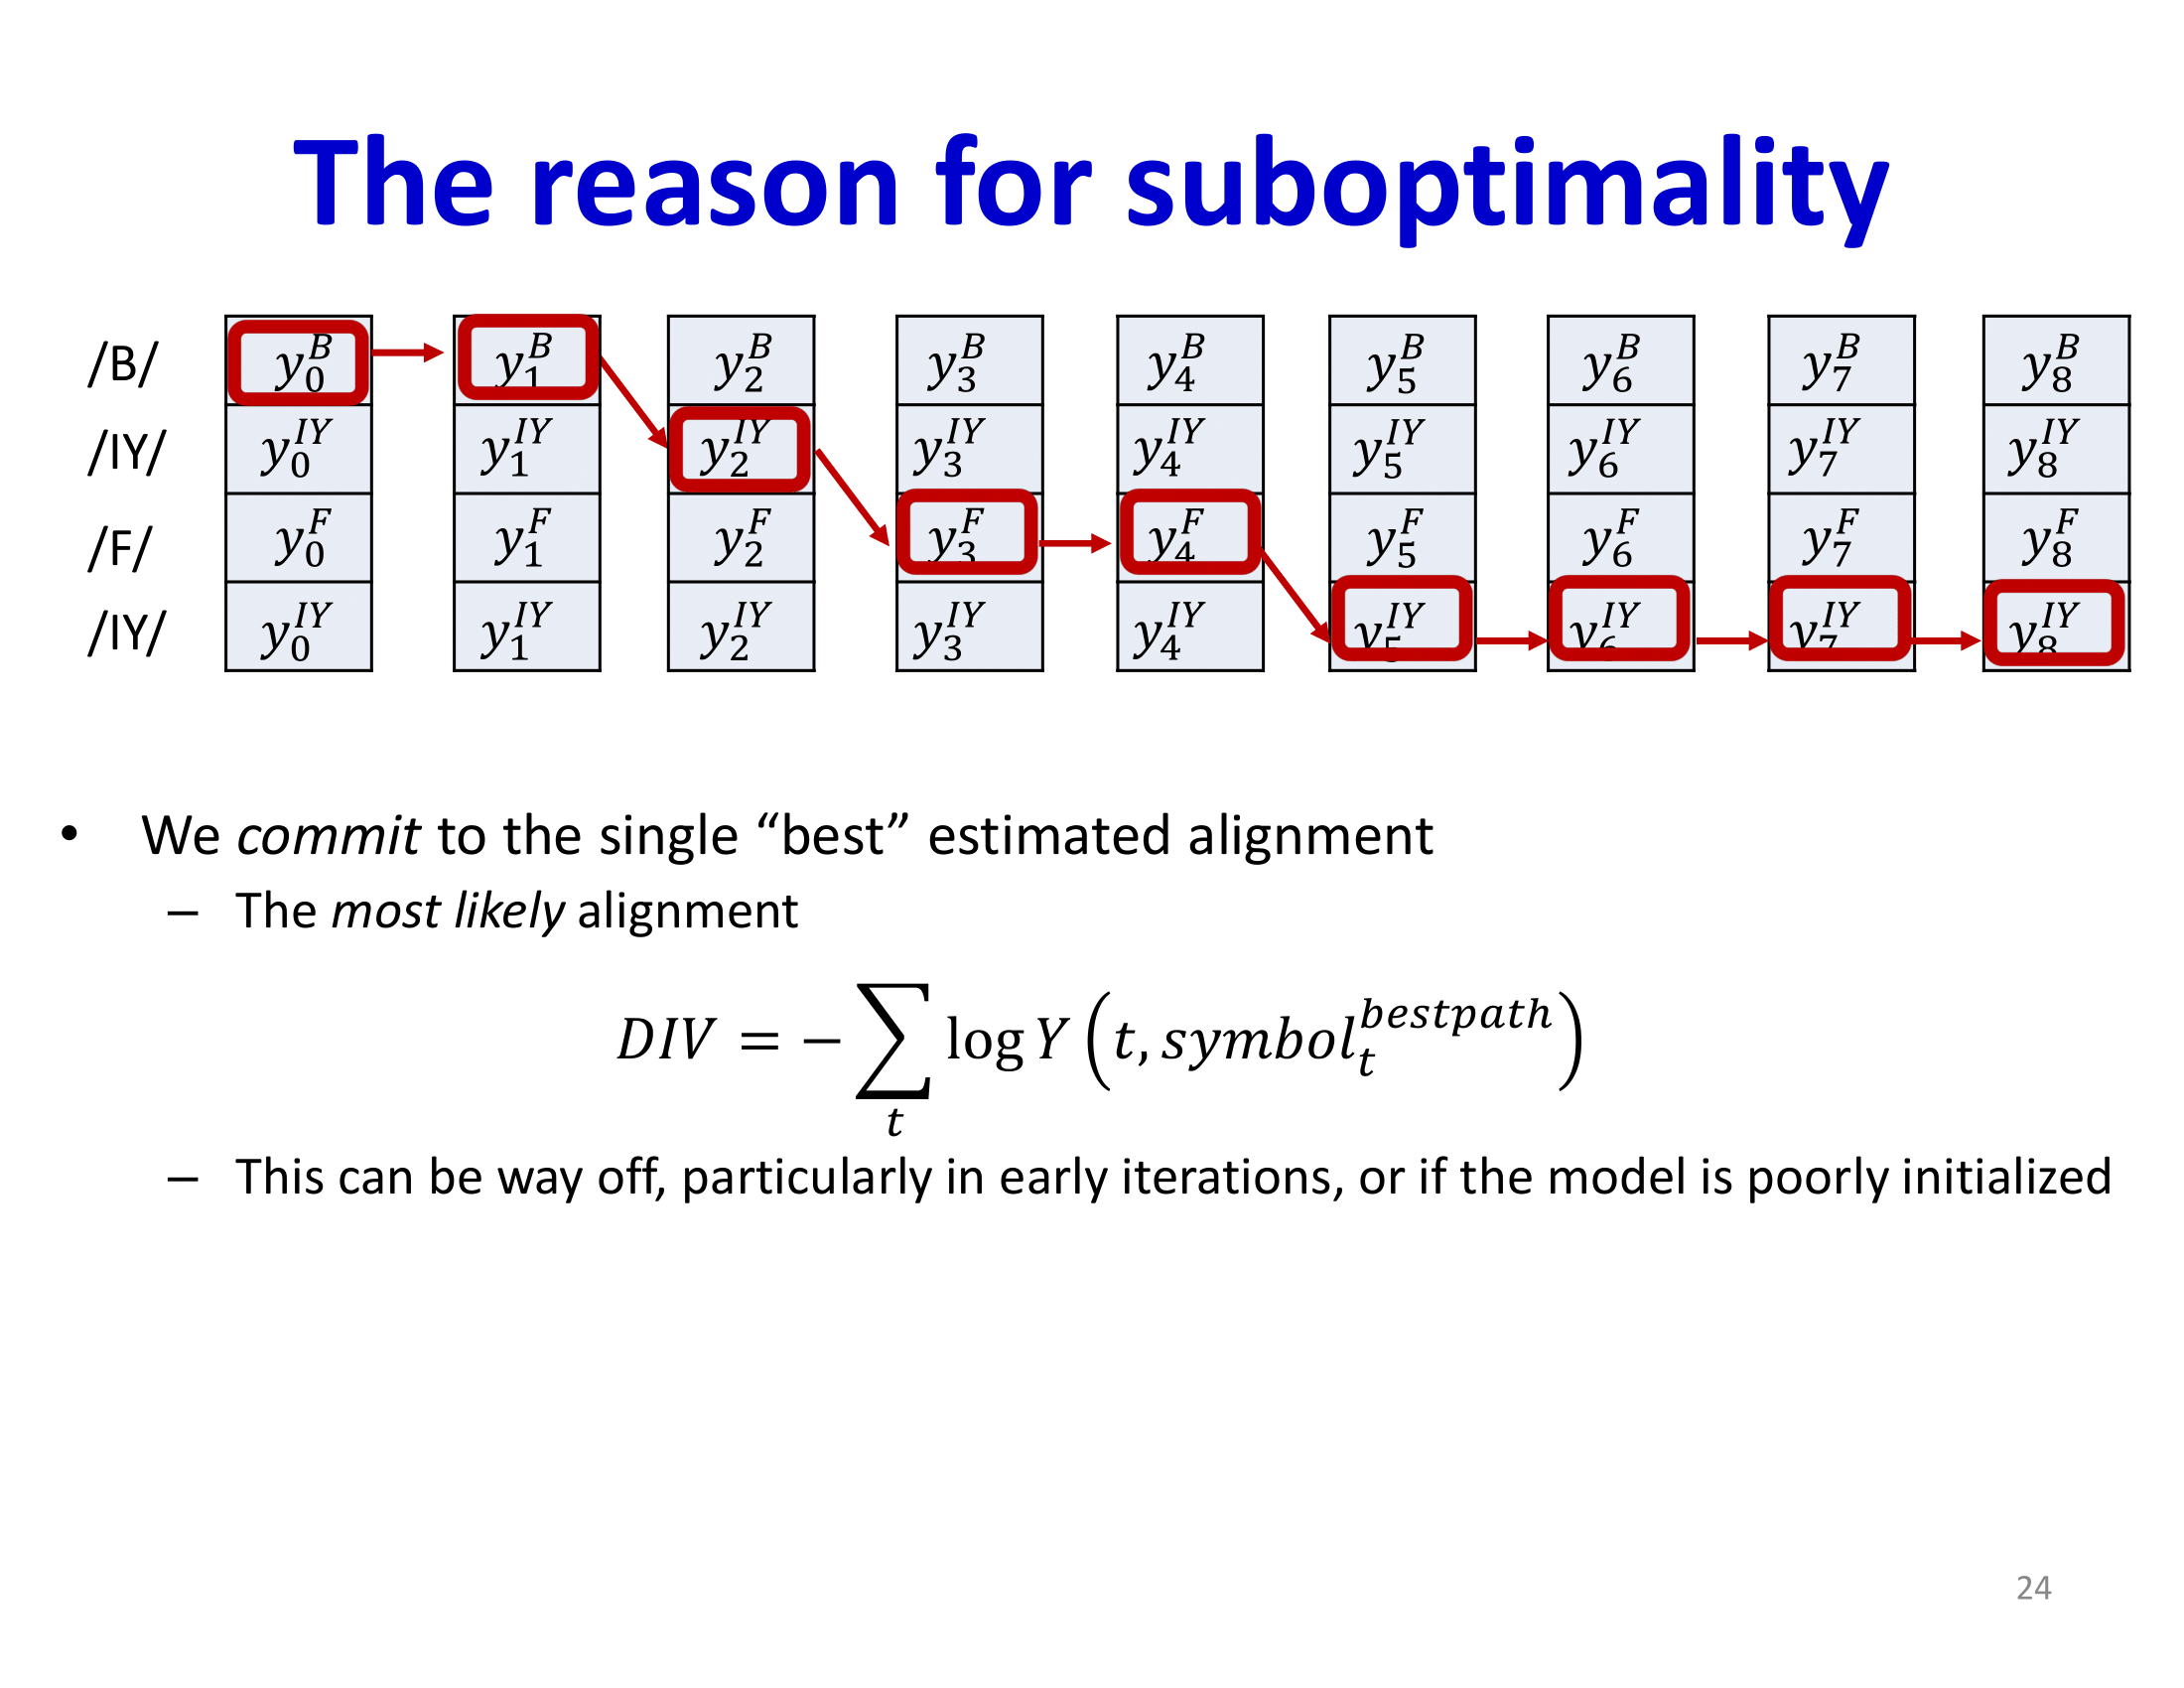 The reason for suboptimality
/B/ y_0^B y_1^B y_2^B y_3^B y_4^B y_5^B y_6^B y_7^B y_8^B
/IY/ y_0^{IY} y_1^{IY} y_2^{IY} y_3^{IY} y_4^{IY} y_5^{IY} y_6^{IY} y_7^{IY} y_8^{IY}
/F/ y_0^F y_1^F y_2^F y_3^F y_4^F y_5^F y_6^F y_7^F y_8^F
/IY/ y_0^{IY} y_1^{IY} y_2^{IY} y_3^{IY} y_4^{IY} y_5^{IY} y_6^{IY} y_7^{IY} y_8^{IY}
• We commit to the single “best” estimated alignment
– The most likely alignment
DIV = −∑_t log Y(t, symbol_t^{bestpath})
– This can be way off, particularly in early iterations, or if the model is poorly initialized
24